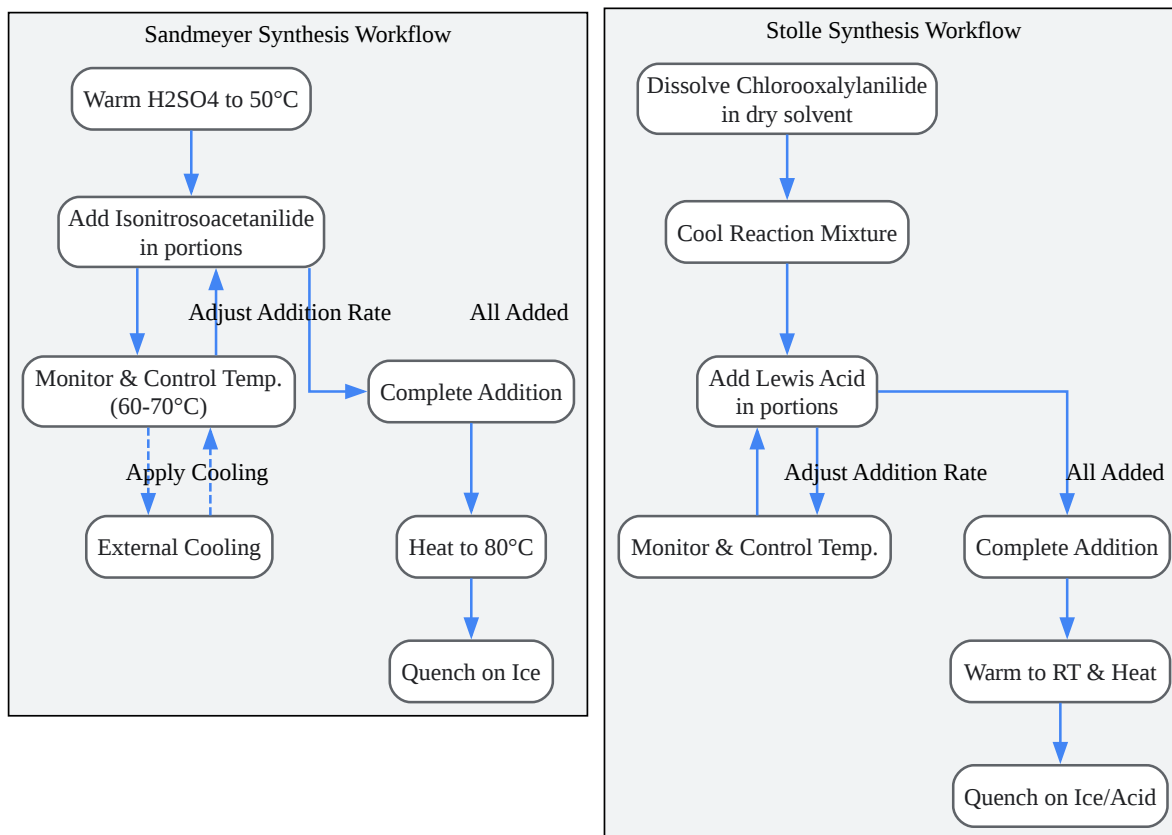 Sandmeyer Synthesis Workflow
Warm H2SO4 to 50°C
Add Isonitrosoacetanilide
in portions
Adjust Addition Rate
All Added
Monitor & Control Temp.
(60-70°C)
Complete Addition
Apply Cooling
External Cooling
Heat to 80°C
Quench on Ice
Stolle Synthesis Workflow
Dissolve Chlorooxalylanilide
in dry solvent
Cool Reaction Mixture
Add Lewis Acid
in portions
Adjust Addition Rate
All Added
Monitor & Control Temp.
Complete Addition
Warm to RT & Heat
Quench on Ice/Acid